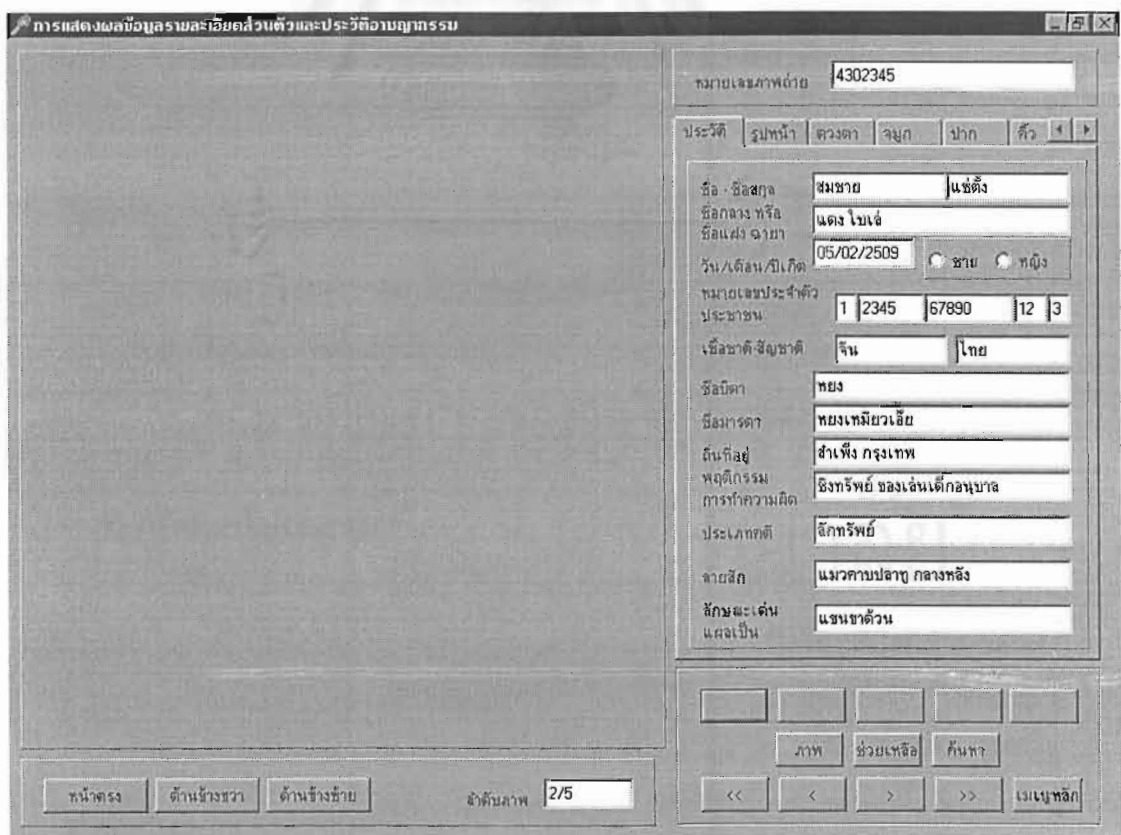 การแสดงผลข้อมูลรายละเอียดส่วนตัวและประวัติอาชญากรรม
หมายเลขภาพถ่าย 4302345
ประวัติ รูปหน้า ดวงตา จมูก ปาก คิ้ว
ชื่อ - ชื่อสกุล สมชาย แซ่ตั้ง
ชื่อกลาง หรือ
ชื่อแฝง ฉายา แดง ใบเจ่
วัน/เดือน/ปีเกิด 05/02/2509 ชาย หญิง
หมายเลขประจำตัว
ประชาชน 1 2345 67890 12 3
เชื้อชาติ-สัญชาติ จีน ไทย
ชื่อบิดา หยง
ชื่อมารดา หยงเหมียวเอี้ย
ถิ่นที่อยู่ สำเพ็ง กรุงเทพ
พฤติกรรม
การทำความผิด ชิงทรัพย์ ของเล่นเด็กอนุบาล
ประเภทคดี ลักทรัพย์
ลายสัก แมวคาบปลาทู กลางหลัง
ลักษณะเด่น
แผลเป็น แขนขาด้วน
ภาพ ช่วยเหลือ ค้นหา
หน้าตรง ด้านข้างขวา ด้านข้างซ้าย ลำดับภาพ 2/5
<< < > >> เมนูหลัก